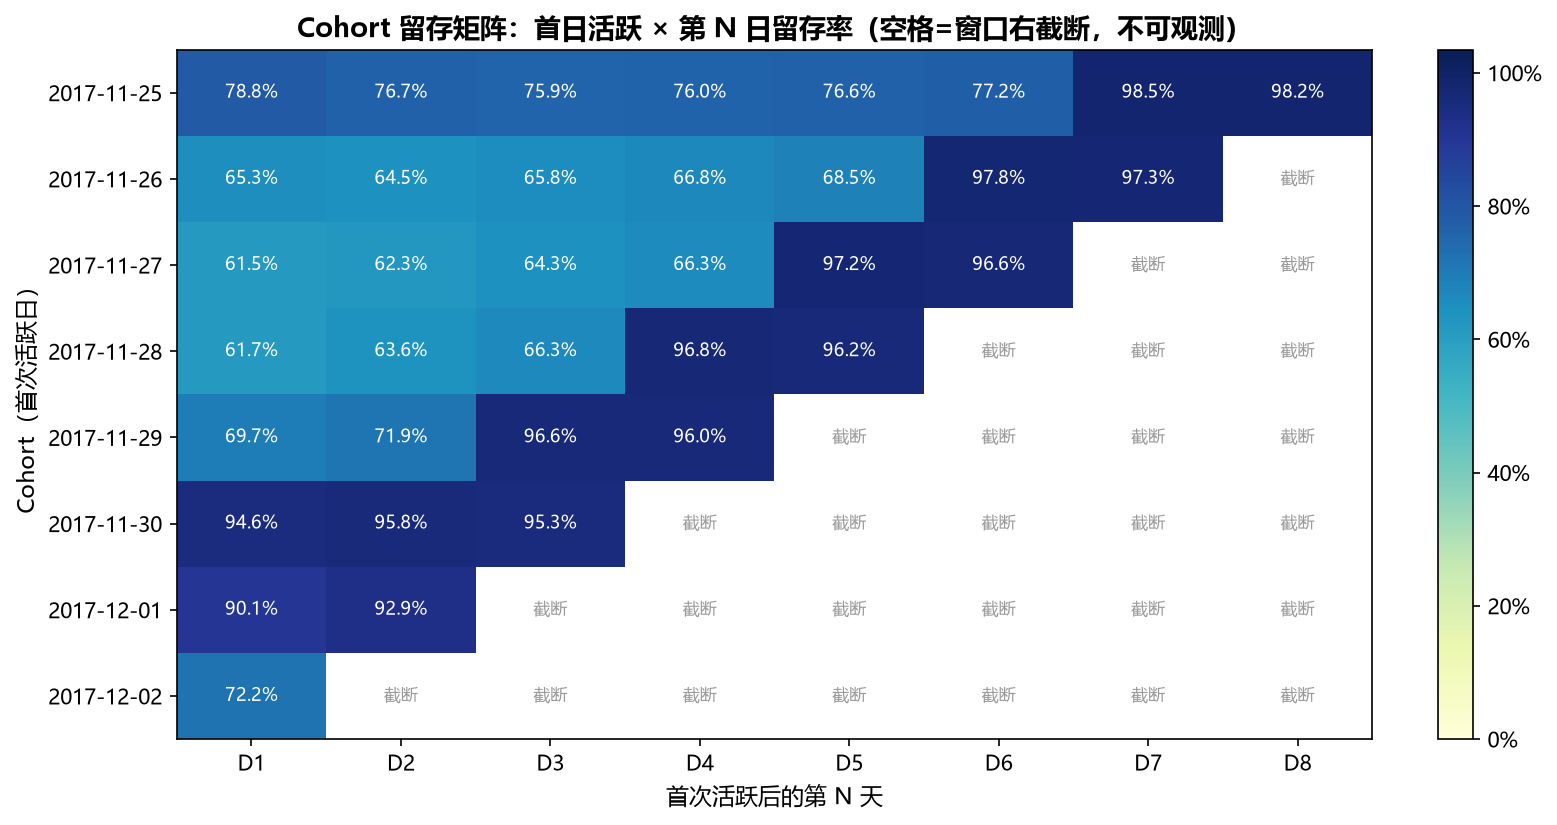 Cohort 留存矩阵：首日活跃 × 第 N 日留存率（空格=窗口右截断，不可观测）
Cohort（首次活跃日）
2017-11-25 78.8% 76.7% 75.9% 76.0% 76.6% 77.2% 98.5% 98.2%
2017-11-26 65.3% 64.5% 65.8% 66.8% 68.5% 97.8% 97.3% 截断
2017-11-27 61.5% 62.3% 64.3% 66.3% 97.2% 96.6% 截断 截断
2017-11-28 61.7% 63.6% 66.3% 96.8% 96.2% 截断 截断 截断
2017-11-29 69.7% 71.9% 96.6% 96.0% 截断 截断 截断 截断
2017-11-30 94.6% 95.8% 95.3% 截断 截断 截断 截断 截断
2017-12-01 90.1% 92.9% 截断 截断 截断 截断 截断 截断
2017-12-02 72.2% 截断 截断 截断 截断 截断 截断 截断
D1 D2 D3 D4 D5 D6 D7 D8
首次活跃后的第 N 天
100%
80%
60%
40%
20%
0%